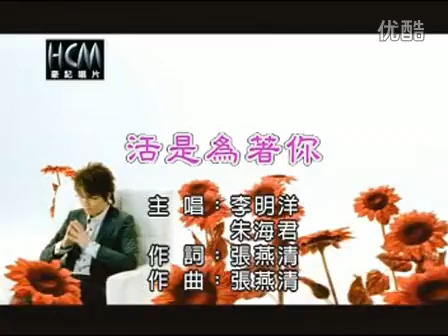 优酷
HCM
豪記唱片
活是為著你
主 唱：李明洋
朱海君
作 詞：張燕清
作 曲：張燕清